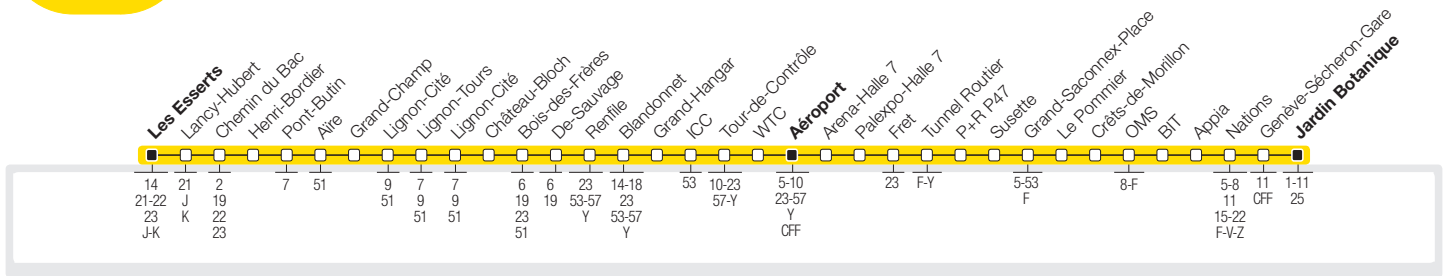 Les Esserts
Lancy-Hubert
Chemin du Bac
Henri-Bordier
Pont-Butin
Aïre
Grand-Champ
Lignon-Cité
Lignon-Tours
Lignon-Cité
Château-Bloch
Bois-des-Frères
De-Sauvage
Renfile
Blandonnet
Grand-Hangar
ICC
Tour-de-Contrôle
WTC
Aéroport
Arena-Halle 7
Palexpo-Halle 7
Fret
Tunnel Routier
P+R P47
Susette
Grand-Saconnex-Place
Le Pommier
Crêts-de-Morillon
OMS
BIT
Appia
Nations
Genève-Sécheron-Gare
Jardin Botanique
14
21-22
23
J-K
21
J
K
2
19
22
23
7
51
9
51
7
9
51
7
9
51
6
19
23
51
6
19
23
53-57
Y
14-18
23
53-57
Y
53
10-23
57-Y
5-10
23-57
Y
CFF
23
F-Y
5-53
F
8-F
5-8
11
15-22
F-V-Z
11
CFF
1-11
25